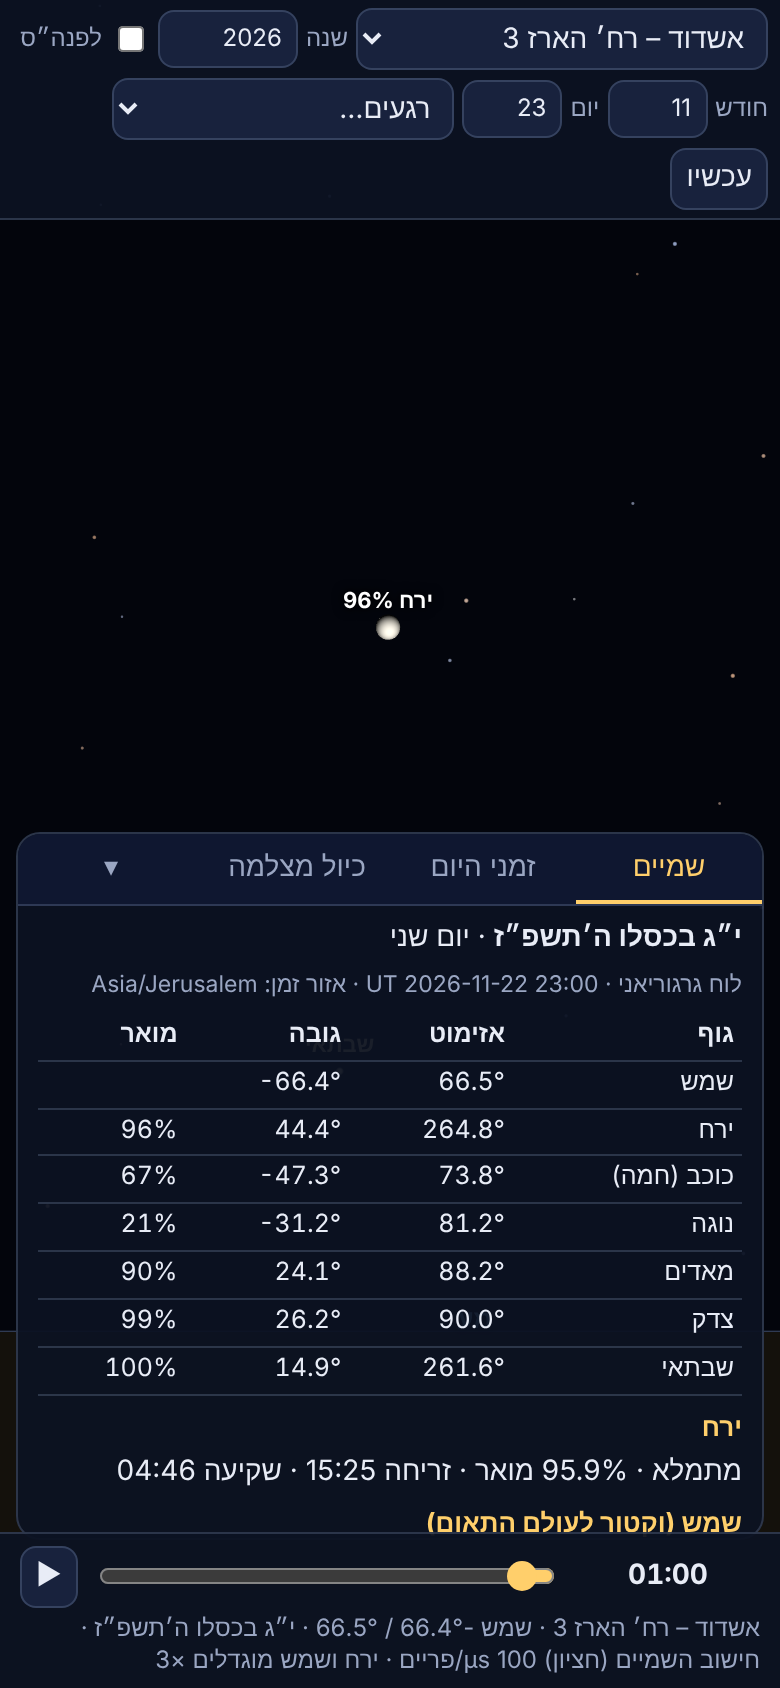 אשדוד – רח׳ הארז 3 שנה 2026 לפנה״ס
חודש 11 יום 23 רגעים...
עכשיו
ירח 96%
שמיים זמני היום כיול מצלמה ▼
י״ג בכסלו ה׳תשפ״ז · יום שני
לוח גרגוריאני · UT 2026-11-22 23:00 · אזור זמן: Asia/Jerusalem
גוף אזימוט גובה מואר
שבתאי
שמש 66.5° -66.4°
ירח 264.8° 44.4° 96%
כוכב (חמה) 73.8° -47.3° 67%
נוגה 81.2° -31.2° 21%
מאדים 88.2° 24.1° 90%
צדק 90.0° 26.2° 99%
שבתאי 261.6° 14.9° 100%
ירח
מתמלא · 95.9% מואר · זריחה 15:25 · שקיעה 04:46
שמש (וקטור לעולם התאום)
01:00
אשדוד – רח׳ הארז 3 · שמש -66.4° / 66.5° · י״ג בכסלו ה׳תשפ״ז ·
חישוב השמיים (חציון) 100 µs/פריים · ירח ושמש מוגדלים ×3